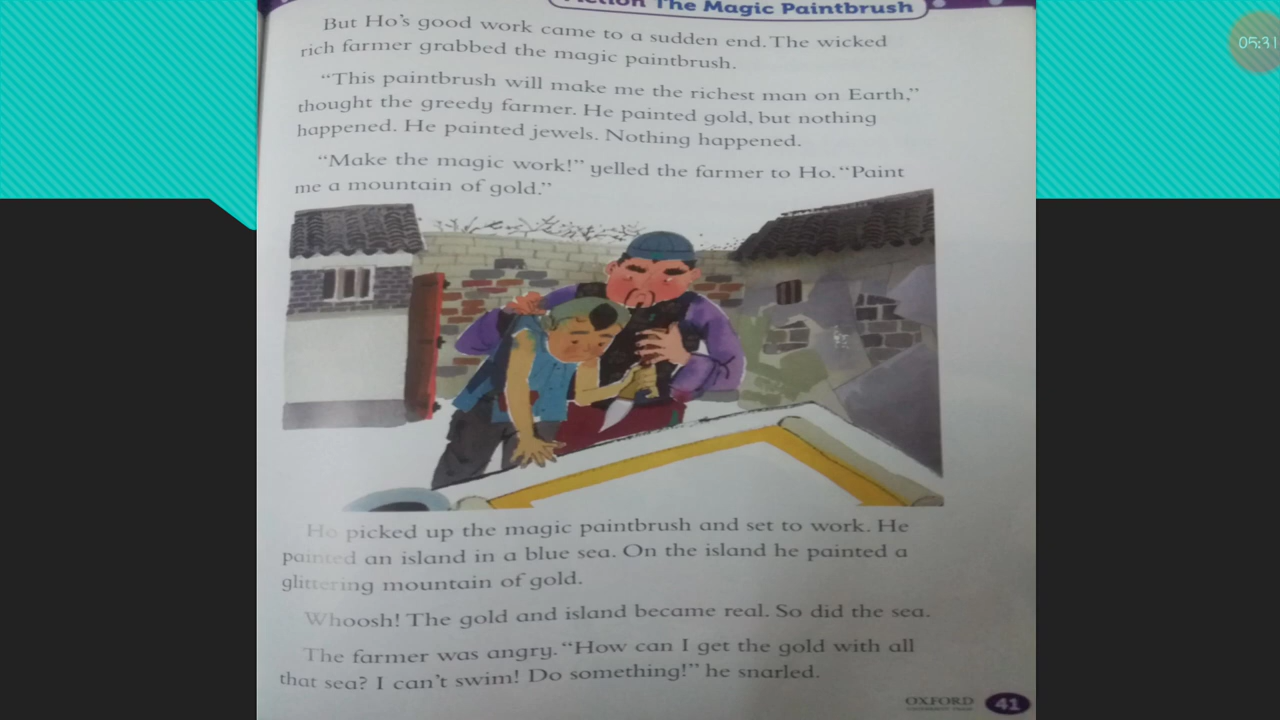 The Magic Paintbrush
But Ho's good work came to a sudden end. The wicked
rich farmer grabbed the magic paintbrush.
“This paintbrush will make me the richest man on Earth,”
thought the greedy farmer. He painted gold, but nothing
happened. He painted jewels. Nothing happened.
“Make the magic work!” yelled the farmer to Ho. “Paint
me a mountain of gold.”
Ho picked up the magic paintbrush and set to work. He
painted an island in a blue sea. On the island he painted a
glittering mountain of gold.
Whoosh! The gold and island became real. So did the sea.
The farmer was angry. “How can I get the gold with all
that sea? I can't swim! Do something!” he snarled.
OXFORD
41
05:31